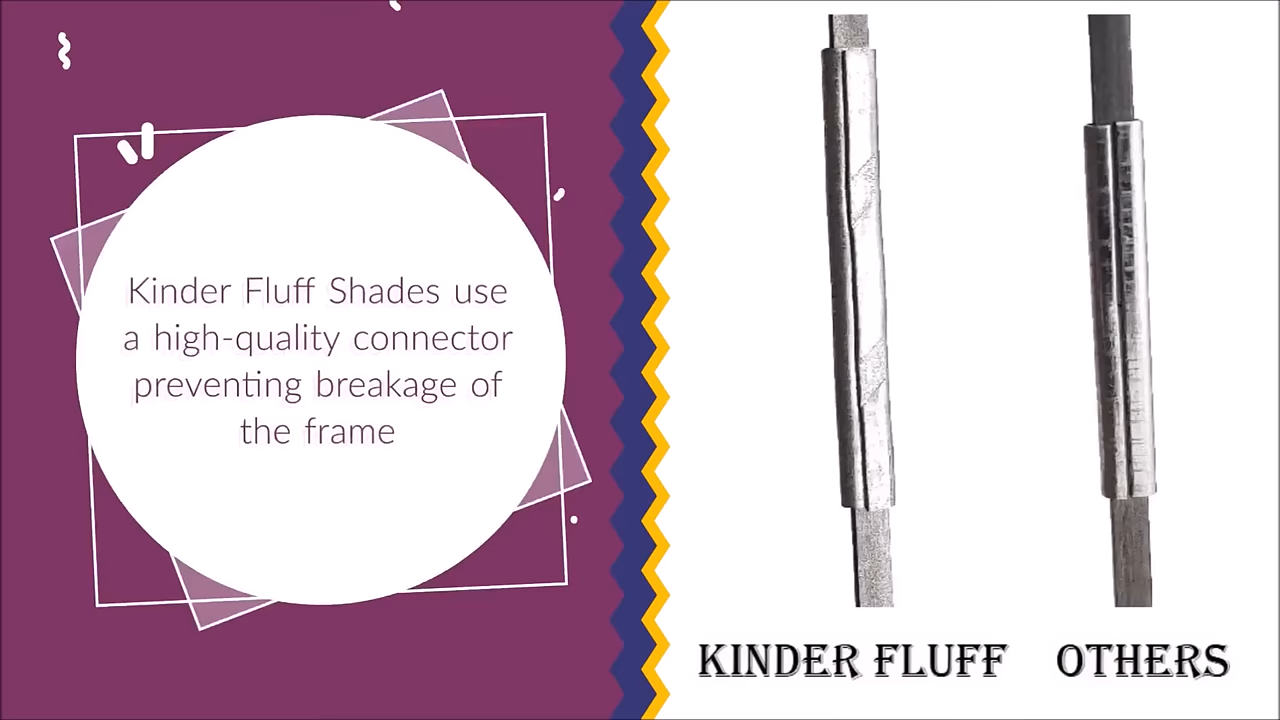 Kinder Fluff Shades use
a high-quality connector
preventing breakage of
the frame
KINDER FLUFF
OTHERS